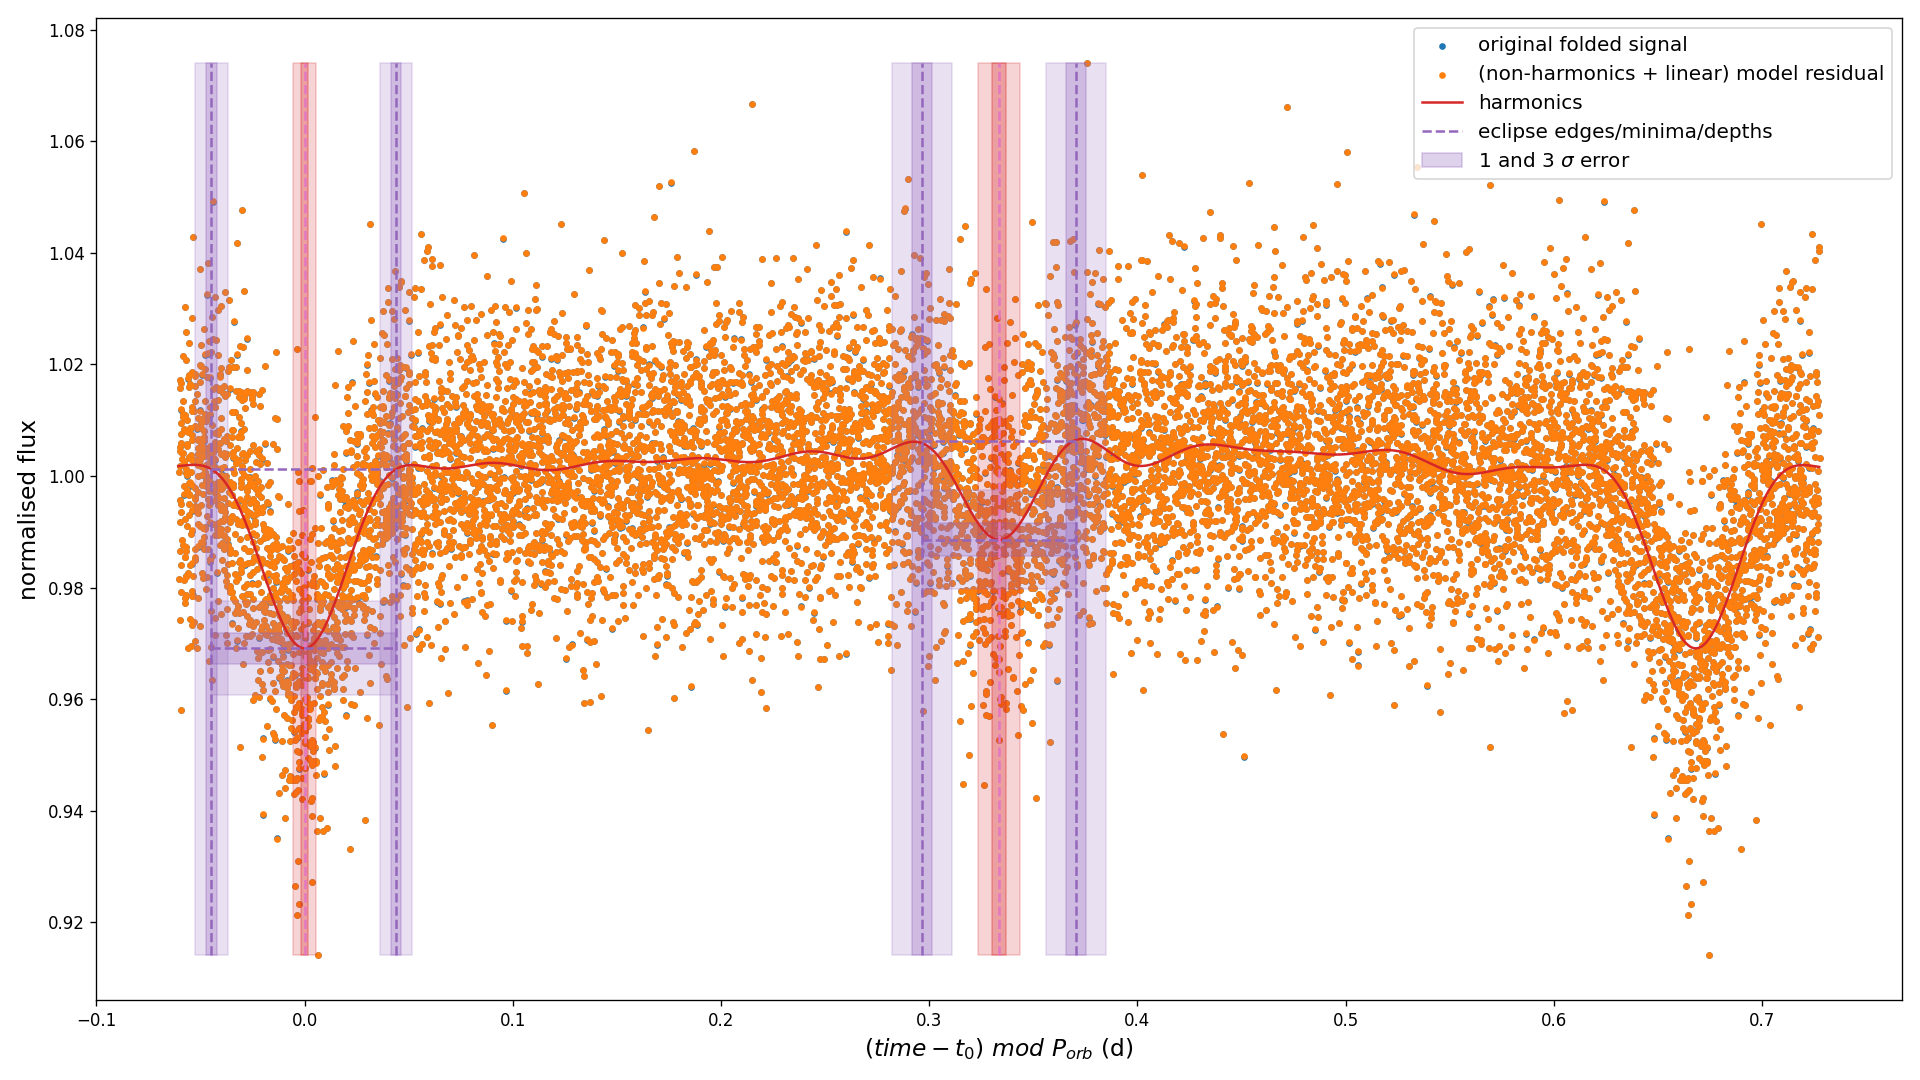 1.08
1.06
1.04
1.02
1.00
0.98
0.96
0.94
0.92
normalised flux
original folded signal
(non-harmonics + linear) model residual
harmonics
eclipse edges/minima/depths
1 and 3 σ error
−0.1
0.0
0.1
0.2
0.3
0.4
0.5
0.6
0.7
(time − t₀) mod Pₒᵣb (d)